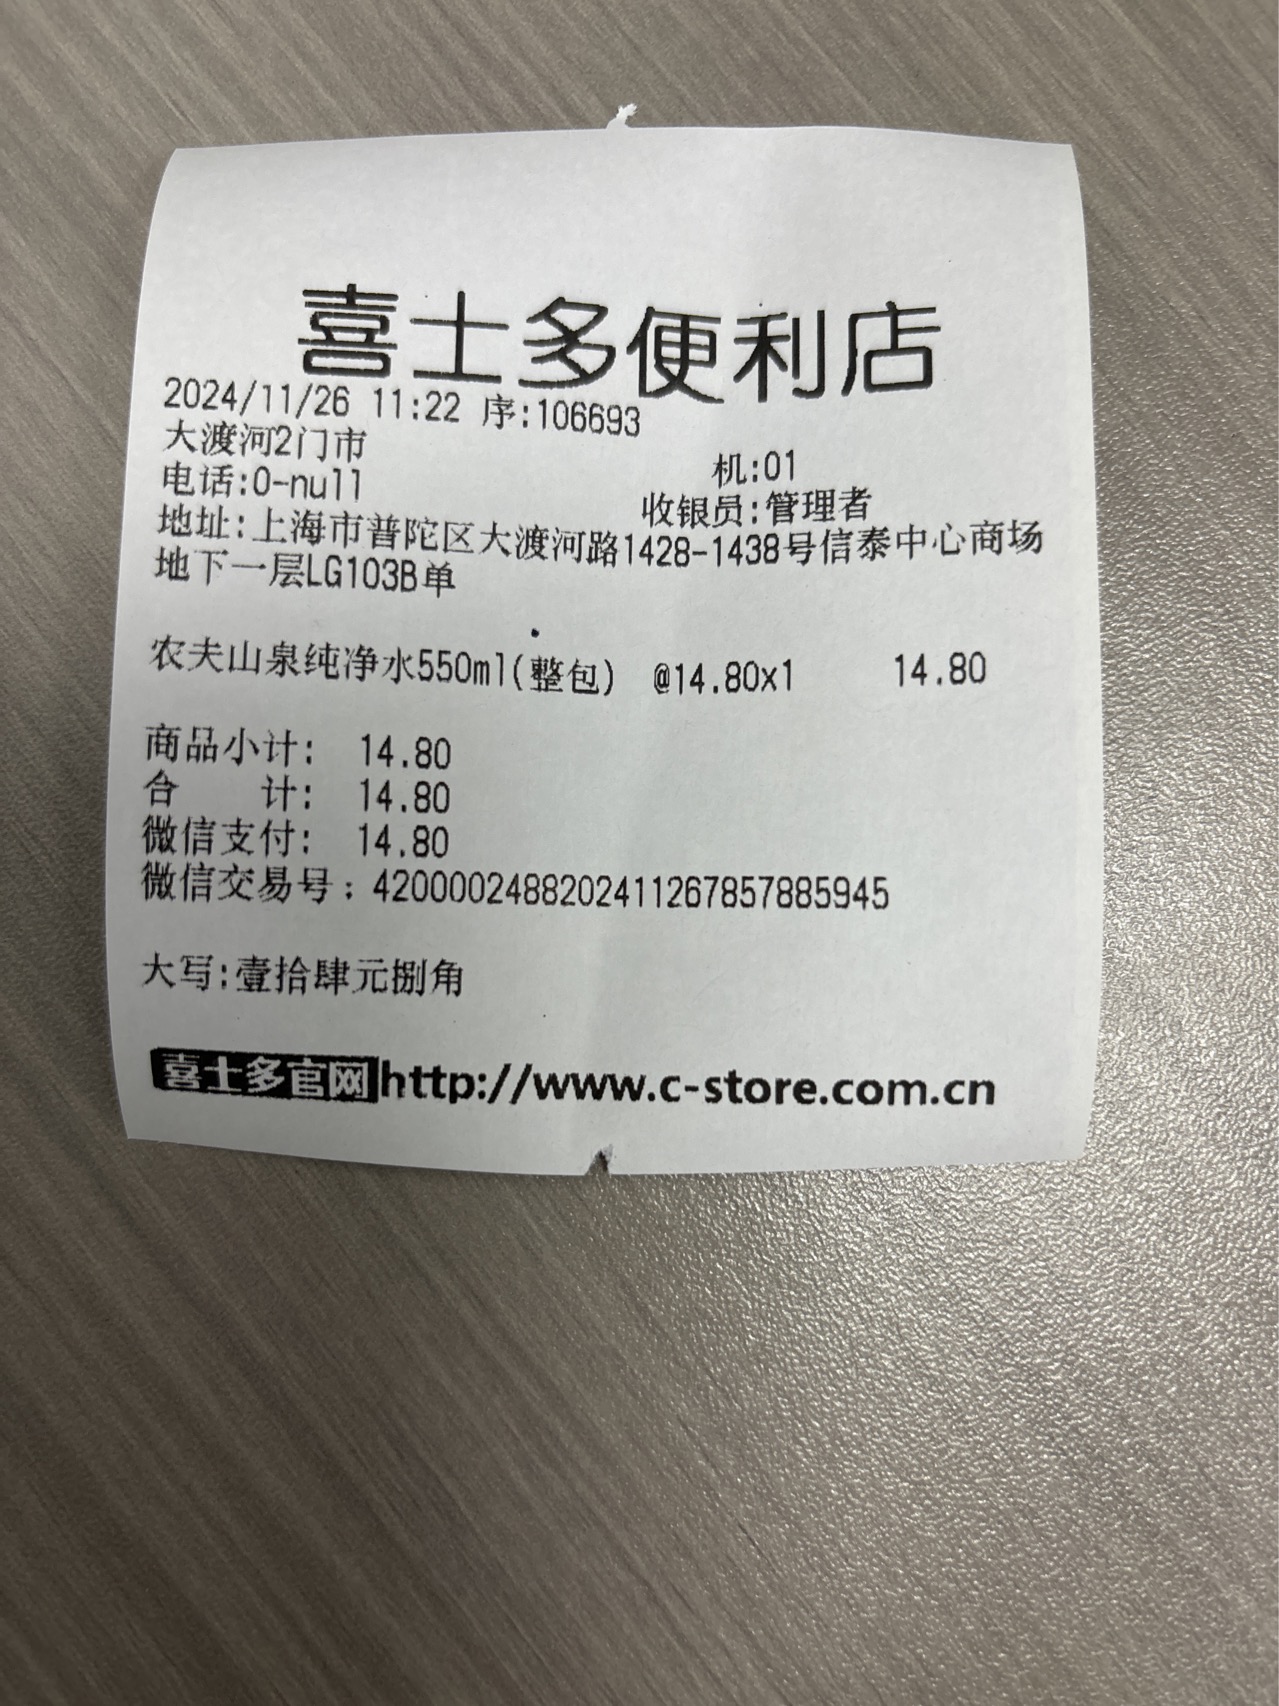 喜士多便利店
2024/11/26 11:22 序:106693
大渡河2门市 机:01
电话:0-null 收银员:管理者
地址:上海市普陀区大渡河路1428-1438号信泰中心商场
地下一层LG103B单
农夫山泉纯净水550ml(整包) @14.80x1 14.80
商品小计: 14.80
合 计: 14.80
微信支付: 14.80
微信交易号：4200002488202411267857885945
大写:壹拾肆元捌角
喜士多官网http://www.c-store.com.cn